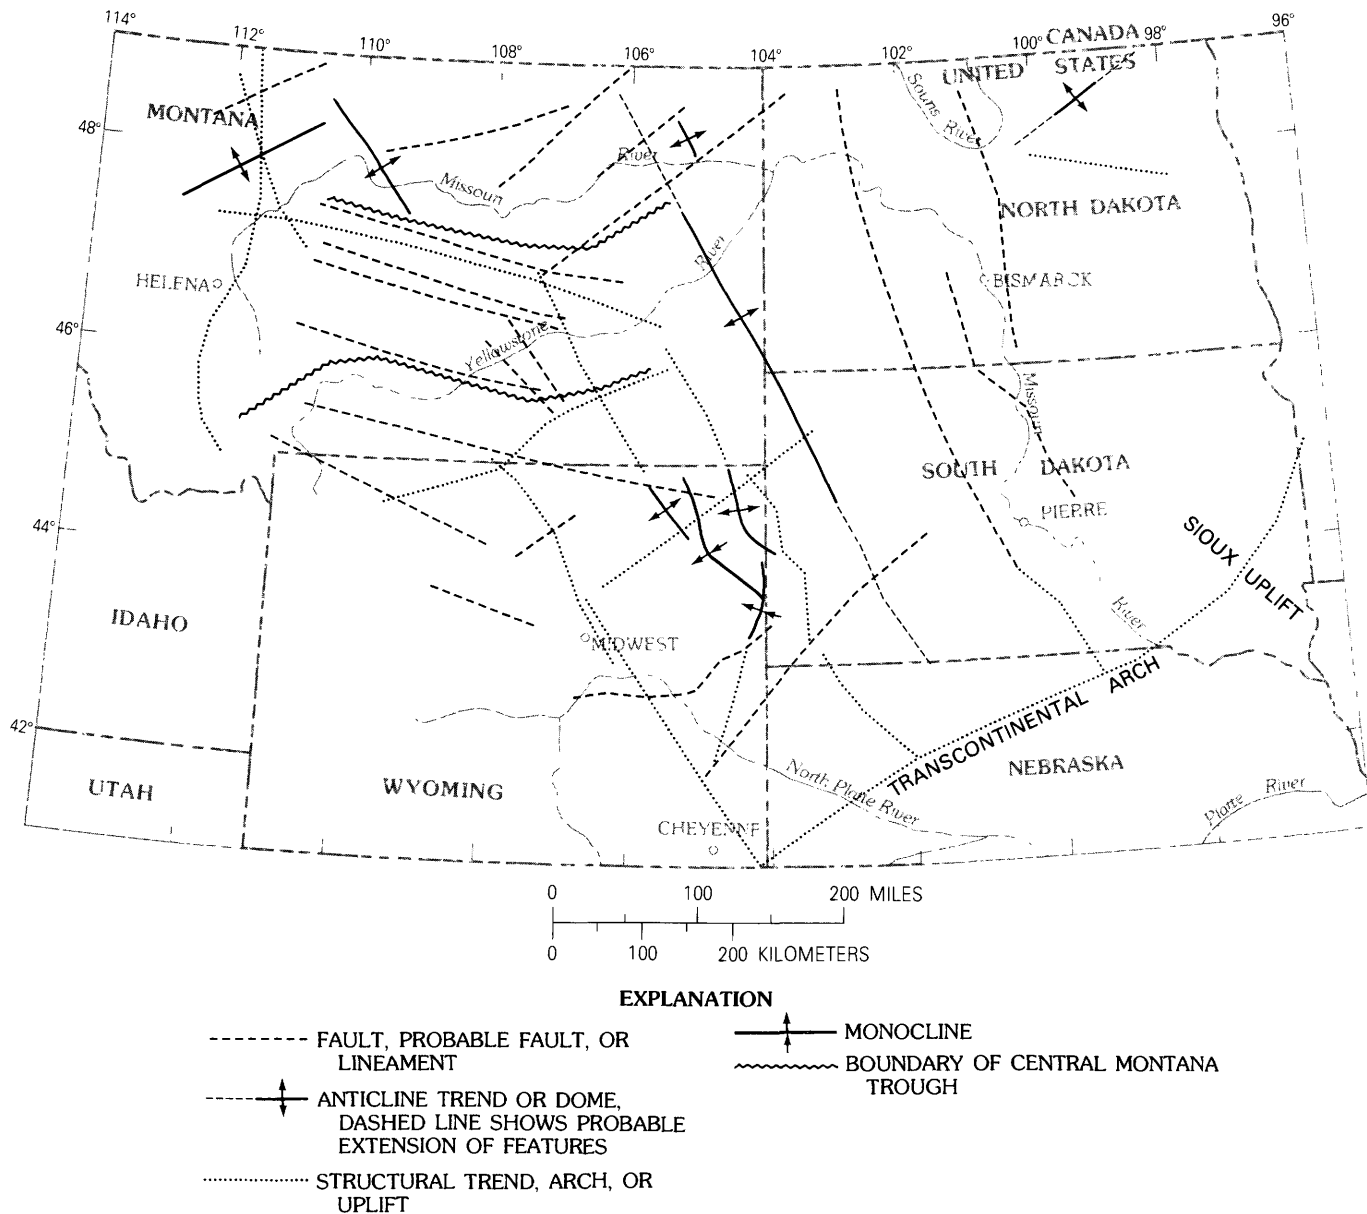 114°
112°
110°
108°
106°
104°
102°
100°
CANADA
98°
96°
UNITED STATES
Souris
River
MONTANA
48°
River
Missouri
NORTH DAKOTA
HELENA
River
BISMARCK
46°
Yellowstone
Missouri
SOUTH DAKOTA
44°
PIERRE
SIOUX UPLIFT
IDAHO
River
MIDWEST
42°
TRANSCONTINENTAL ARCH
NEBRASKA
UTAH
WYOMING
North Platte River
Platte River
CHEYENNE
0 100 200 MILES
0 100 200 KILOMETERS
EXPLANATION
FAULT, PROBABLE FAULT, OR
LINEAMENT
ANTICLINE TREND OR DOME,
DASHED LINE SHOWS PROBABLE
EXTENSION OF FEATURES
STRUCTURAL TREND, ARCH, OR
UPLIFT
MONOCLINE
BOUNDARY OF CENTRAL MONTANA
TROUGH